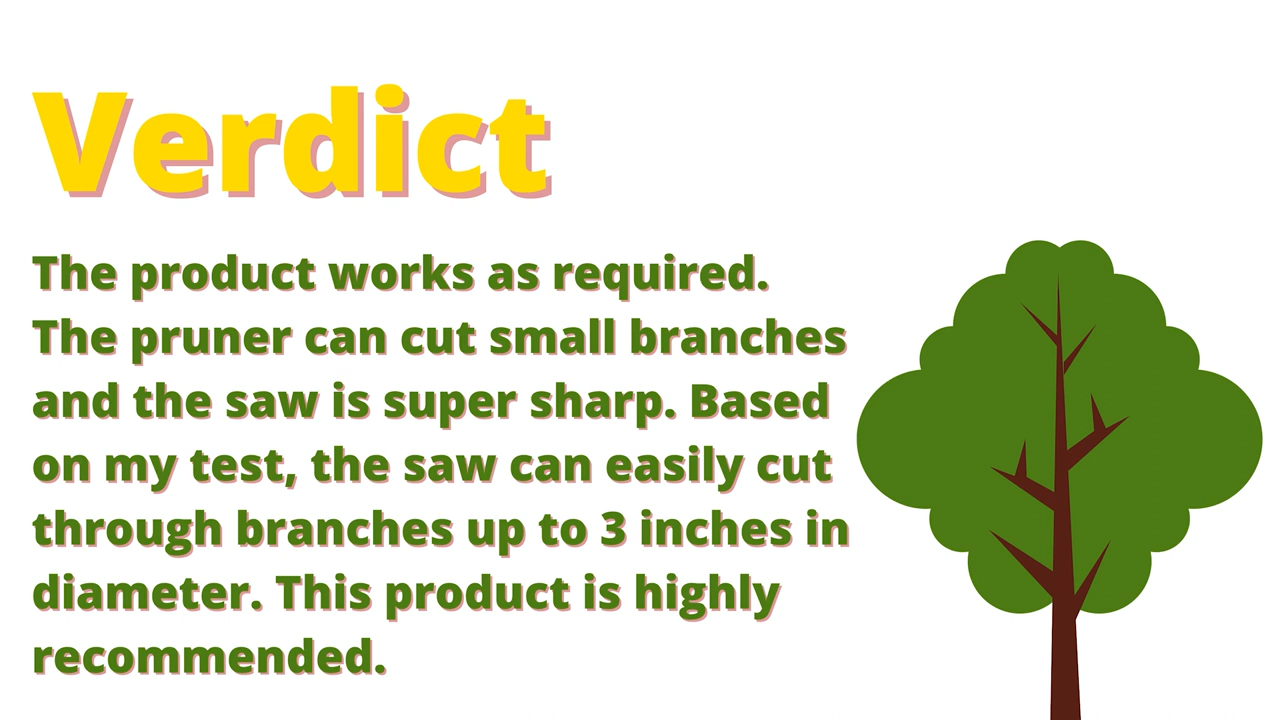 Verdict
The product works as required.
The pruner can cut small branches
and the saw is super sharp. Based
on my test, the saw can easily cut
through branches up to 3 inches in
diameter. This product is highly
recommended.